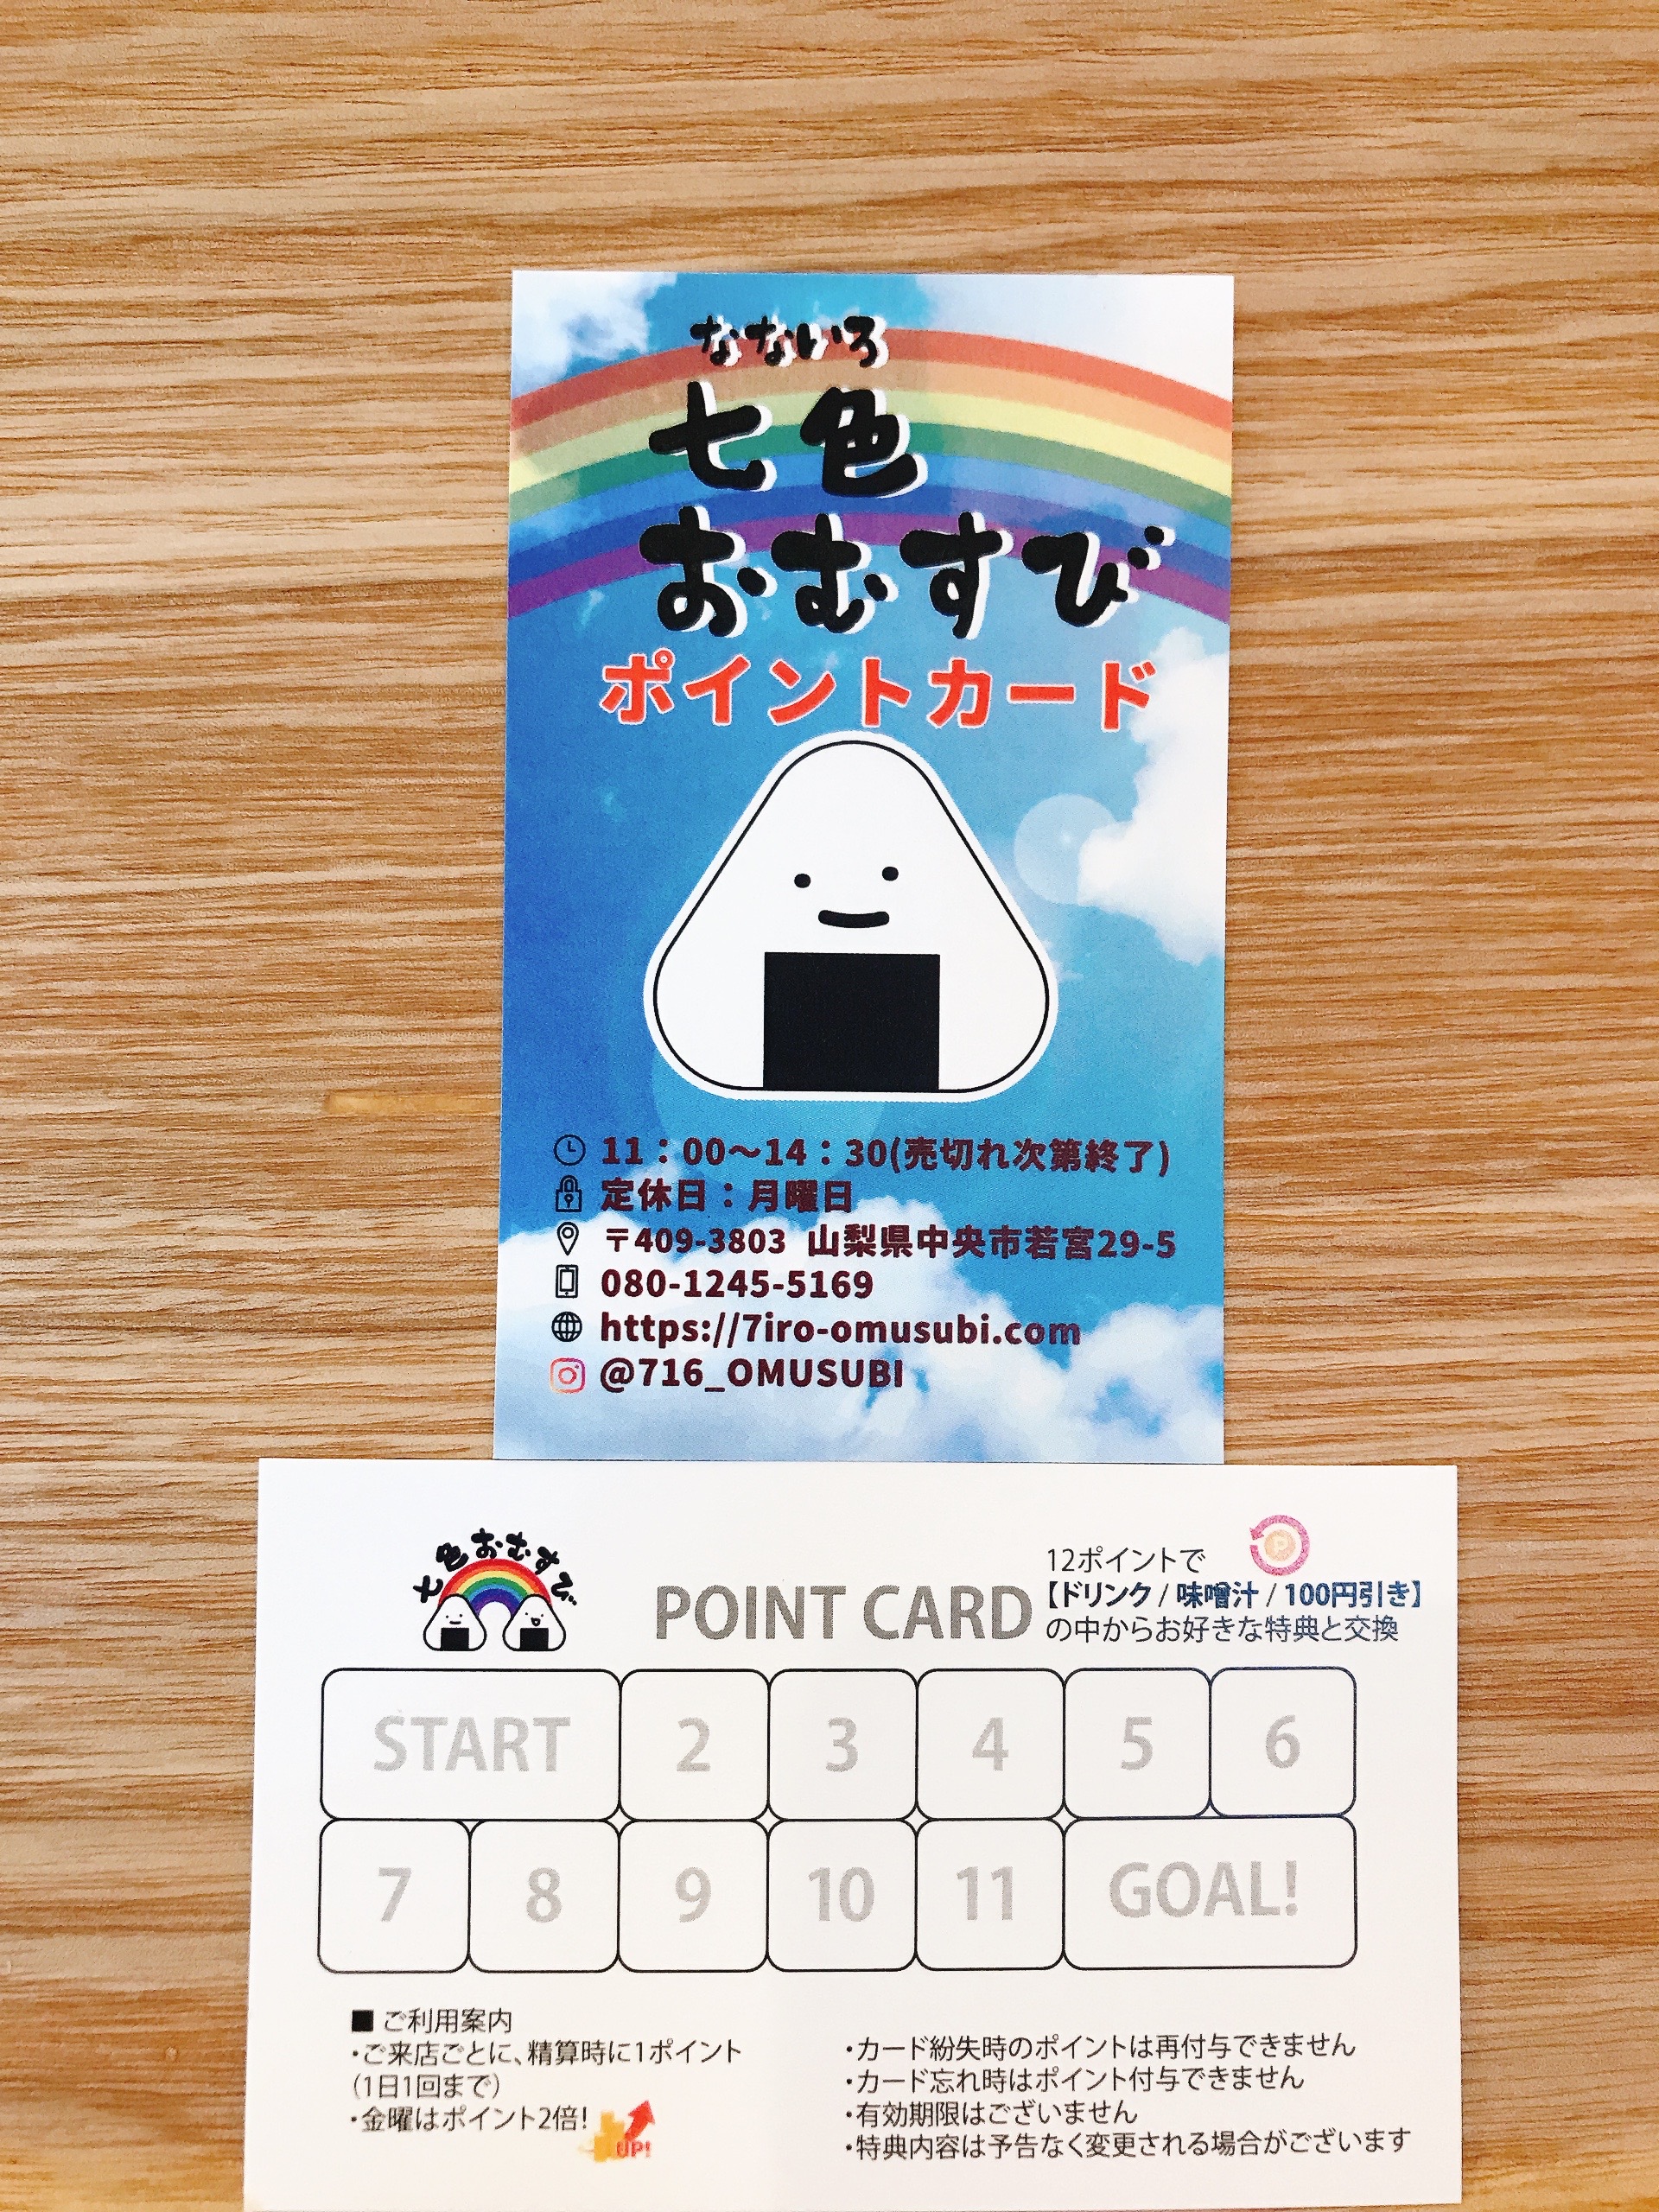 なないろ
七色
おむすび
ポイントカード
11：00〜14：30(売切れ次第終了)
定休日：月曜日
〒409-3803 山梨県中央市若宮29-5
080-1245-5169
https://7iro-omusubi.com
@716_OMUSUBI
七色おむすび
POINT CARD
12ポイントで
【ドリンク / 味噌汁 / 100円引き】
の中からお好きな特典と交換
P
START 2 3 4 5 6
7 8 9 10 11 GOAL!
■ ご利用案内
・ご来店ごとに、精算時に1ポイント
(1日1回まで)
・金曜はポイント2倍!
UP!
・カード紛失時のポイントは再付与できません
・カード忘れ時はポイント付与できません
・有効期限はございません
・特典内容は予告なく変更される場合がございます